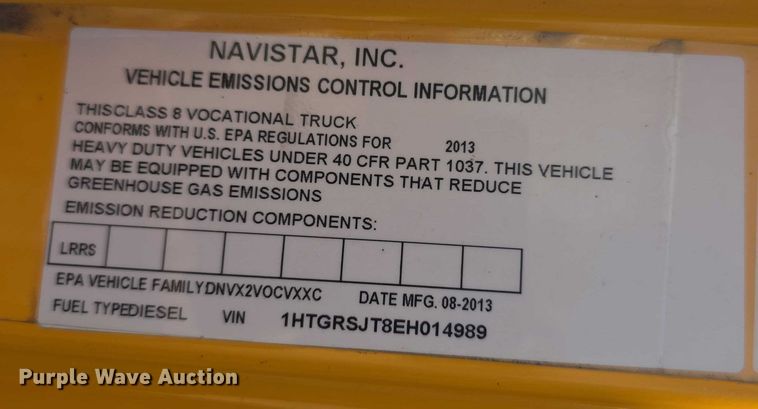 NAVISTAR, INC.
VEHICLE EMISSIONS CONTROL INFORMATION
THISCLASS 8 VOCATIONAL TRUCK
CONFORMS WITH U.S. EPA REGULATIONS FOR 2013
HEAVY DUTY VEHICLES UNDER 40 CFR PART 1037. THIS VEHICLE
MAY BE EQUIPPED WITH COMPONENTS THAT REDUCE
GREENHOUSE GAS EMISSIONS
EMISSION REDUCTION COMPONENTS:
LRRS
EPA VEHICLE FAMILYDNVX2VOCVXXC DATE MFG. 08-2013
FUEL TYPEDIESEL VIN 1HTGRSJT8EH014989
Purple Wave Auction